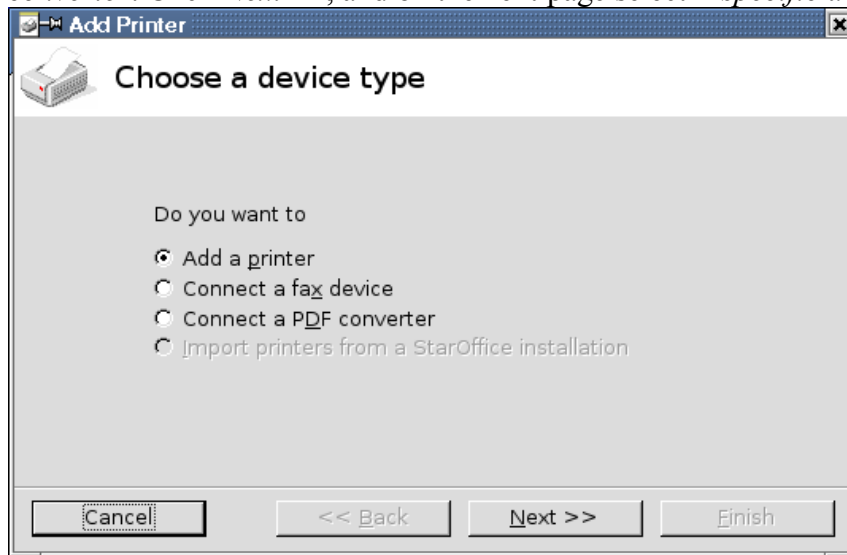 Add Printer
Choose a device type
Do you want to
Add a printer
Connect a fax device
Connect a PDF converter
Import printers from a StarOffice installation
Cancel
<< Back
Next >>
Finish